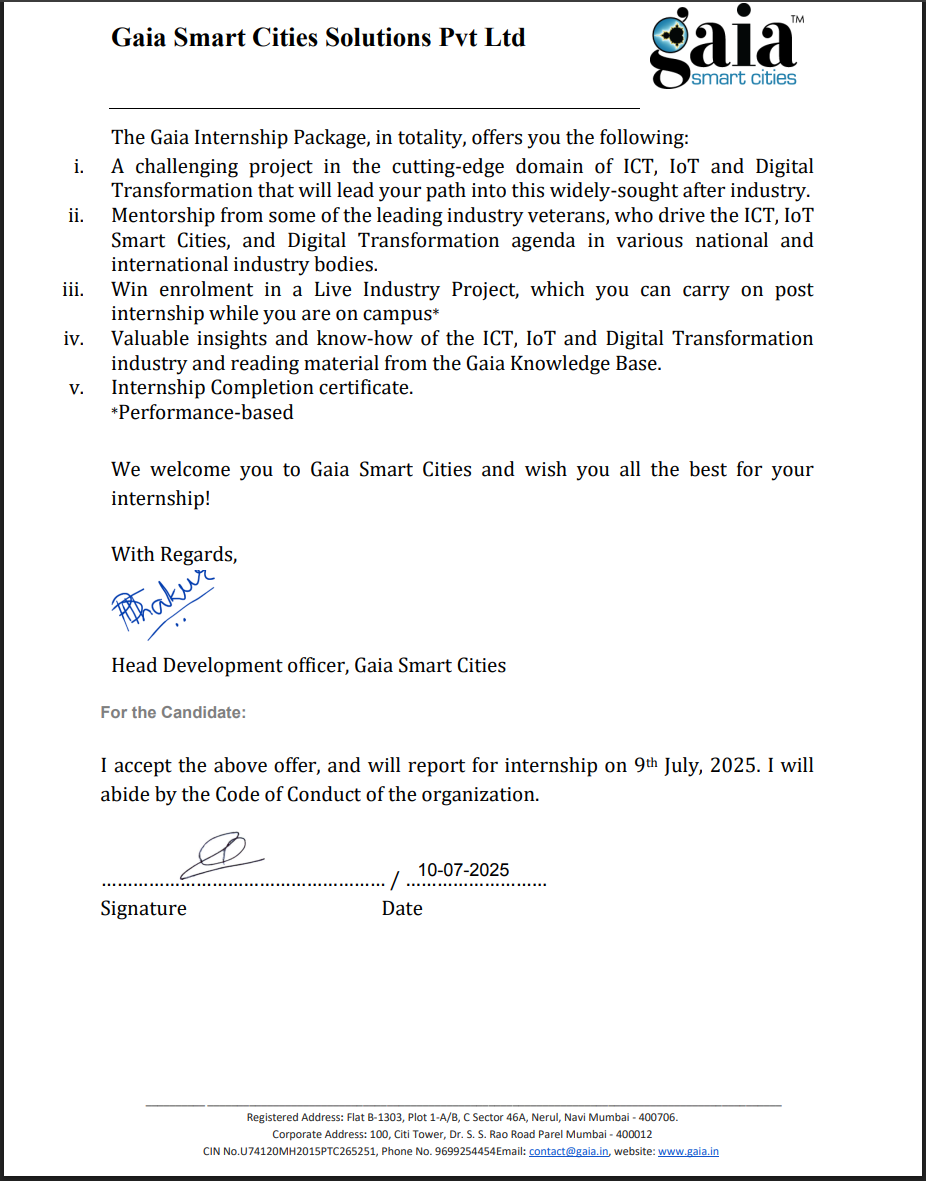 Gaia Smart Cities Solutions Pvt Ltd
gaia™
smart cities
The Gaia Internship Package, in totality, offers you the following:
i. A challenging project in the cutting-edge domain of ICT, IoT and Digital
Transformation that will lead your path into this widely-sought after industry.
ii. Mentorship from some of the leading industry veterans, who drive the ICT, IoT
Smart Cities, and Digital Transformation agenda in various national and
international industry bodies.
iii. Win enrolment in a Live Industry Project, which you can carry on post
internship while you are on campus*
iv. Valuable insights and know-how of the ICT, IoT and Digital Transformation
industry and reading material from the Gaia Knowledge Base.
v. Internship Completion certificate.
*Performance-based
We welcome you to Gaia Smart Cities and wish you all the best for your
internship!
With Regards,
Head Development officer, Gaia Smart Cities
For the Candidate:
I accept the above offer, and will report for internship on 9th July, 2025. I will
abide by the Code of Conduct of the organization.
/ 10-07-2025
Signature Date
Registered Address: Flat B-1303, Plot 1-A/B, C Sector 46A, Nerul, Navi Mumbai - 400706.
Corporate Address: 100, Citi Tower, Dr. S. S. Rao Road Parel Mumbai - 400012
CIN No.U74120MH2015PTC265251, Phone No. 9699254454Email: contact@gaia.in, website: www.gaia.in